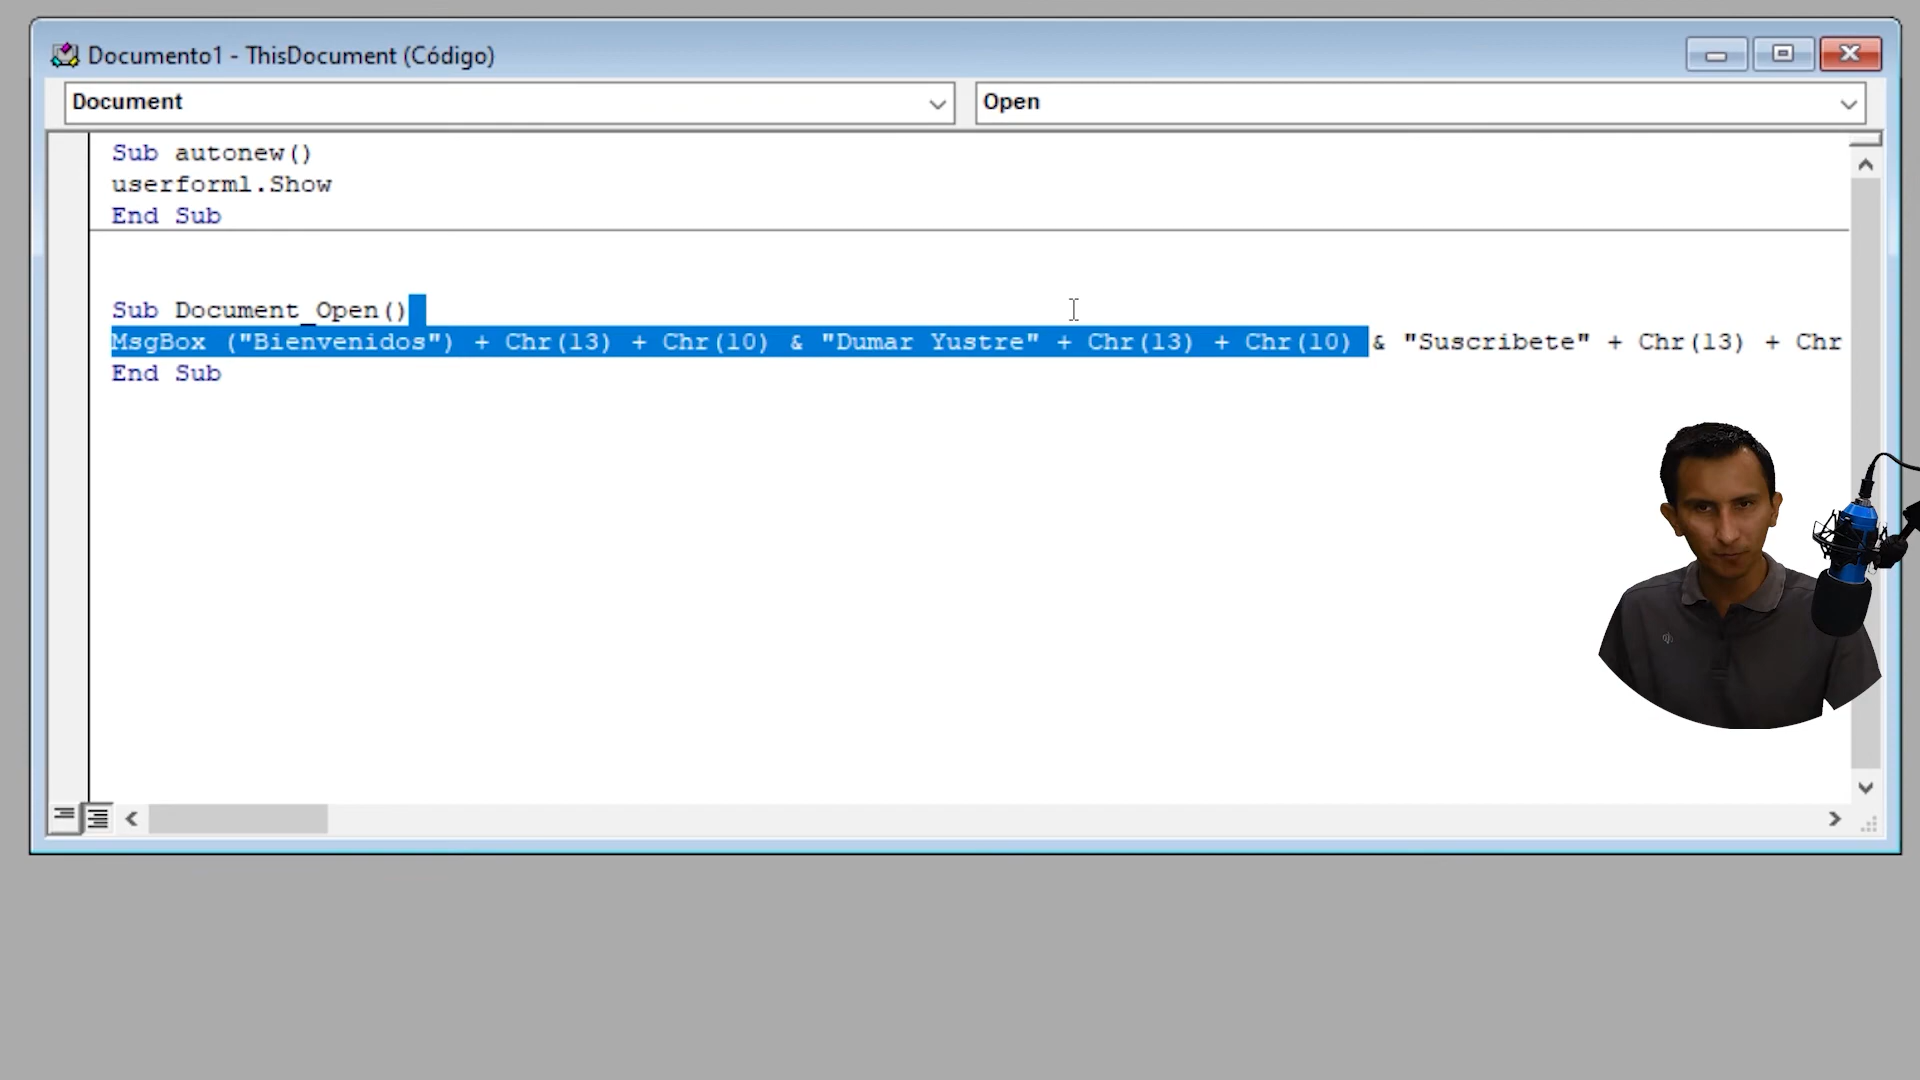 Documento1 - ThisDocument (Código)
Document Open
Sub autonew()
userform1.Show
End Sub
Sub Document_Open()
MsgBox ("Bienvenidos") + Chr(13) + Chr(10) & "Dumar Yustre" + Chr(13) + Chr(10) & "Suscribete" + Chr(13) + Chr
End Sub